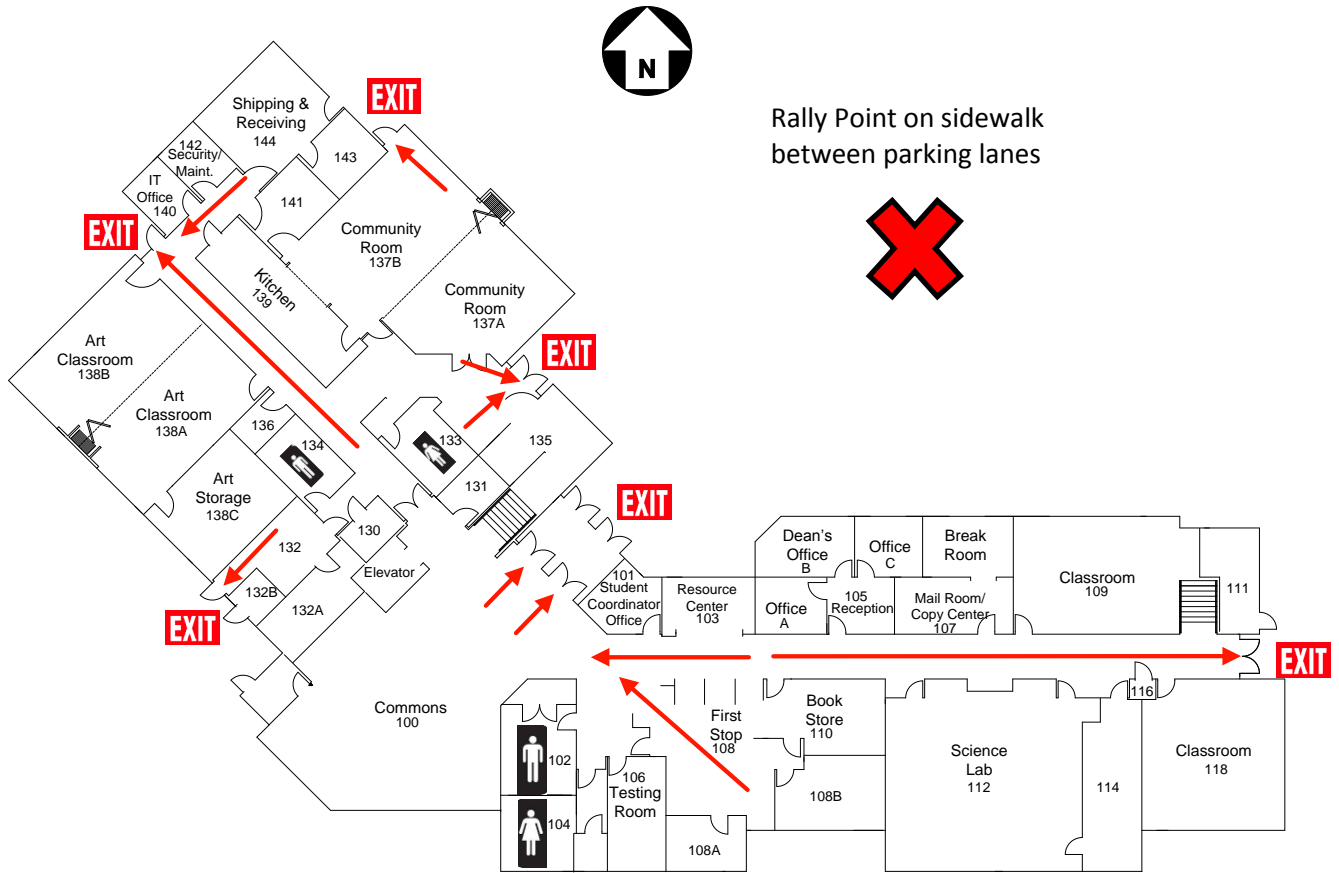 N
Rally Point on sidewalk
between parking lanes
EXIT
Shipping &
Receiving
144
142
Security/
Maint.
143
IT
Office
140
141
EXIT
Community
Room
137B
Kitchen
139
Community
Room
137A
EXIT
Art
Classroom
138B
Art
Classroom
138A
136
134
133
135
131
Art
Storage
138C
EXIT
130
132
Elevator
132B
132A
EXIT
101
Student
Coordinator
Office
Resource
Center
103
Dean's
Office
B
Office
C
Break
Room
Office
A
105
Reception
Mail Room/
Copy Center
107
Classroom
109
111
EXIT
Commons
100
102
104
106
Testing
Room
First
Stop
108
108A
Book
Store
110
108B
Science
Lab
112
114
116
Classroom
118